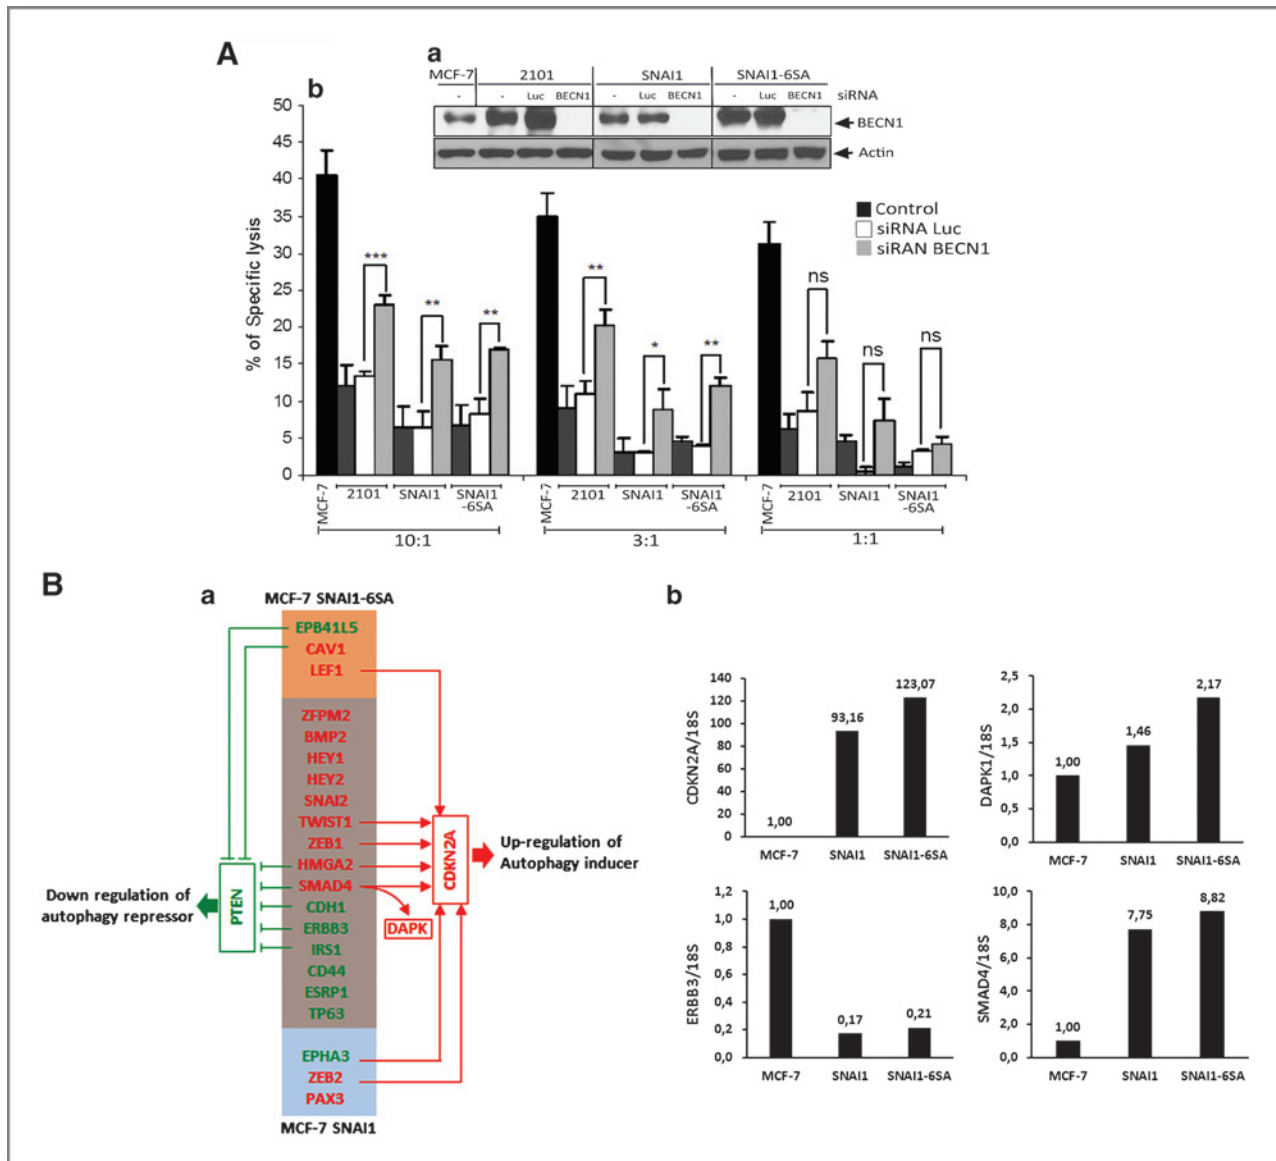 A
a
MCF-7 2101 SNAI1 SNAI1-6SA
- - Luc BECN1 - Luc BECN1 - Luc BECN1 siRNA
BECN1
Actin
b
% of Specific lysis
50
45
40
35
30
25
20
15
10
5
0
Control
siRNA Luc
siRAN BECN1
*** ** **
** * **
ns ns ns
MCF-7 2101 SNAI1 SNAI1
-6SA
MCF-7 2101 SNAI1 SNAI1
-6SA
MCF-7 2101 SNAI1 SNAI1
-6SA
10:1 3:1 1:1
B
a
MCF-7 SNAI1-6SA
EPB41L5
CAV1
LEF1
ZFPM2
BMP2
HEY1
HEY2
SNAI2
TWIST1
ZEB1
HMGA2
SMAD4
CDH1
ERBB3
IRS1
CD44
ESRP1
TP63
EPHA3
ZEB2
PAX3
MCF-7 SNAI1
PTEN
Down regulation of
autophagy repressor
CDKN2A
DAPK
Up-regulation of
Autophagy inducer
b
CDKN2A/18S
140
120
100
80
60
40
20
0
1,00 93,16 123,07
MCF-7 SNAI1 SNAI1-6SA
DAPK1/18S
2,5
2,0
1,5
1,0
0,5
0,0
1,00 1,46 2,17
MCF-7 SNAI1 SNAI1-6SA
ERBB3/18S
1,2
1,0
0,8
0,6
0,4
0,2
0,0
1,00 0,17 0,21
MCF-7 SNAI1 SNAI1-6SA
SMAD4/18S
10,0
8,0
6,0
4,0
2,0
0,0
1,00 7,75 8,82
MCF-7 SNAI1 SNAI1-6SA